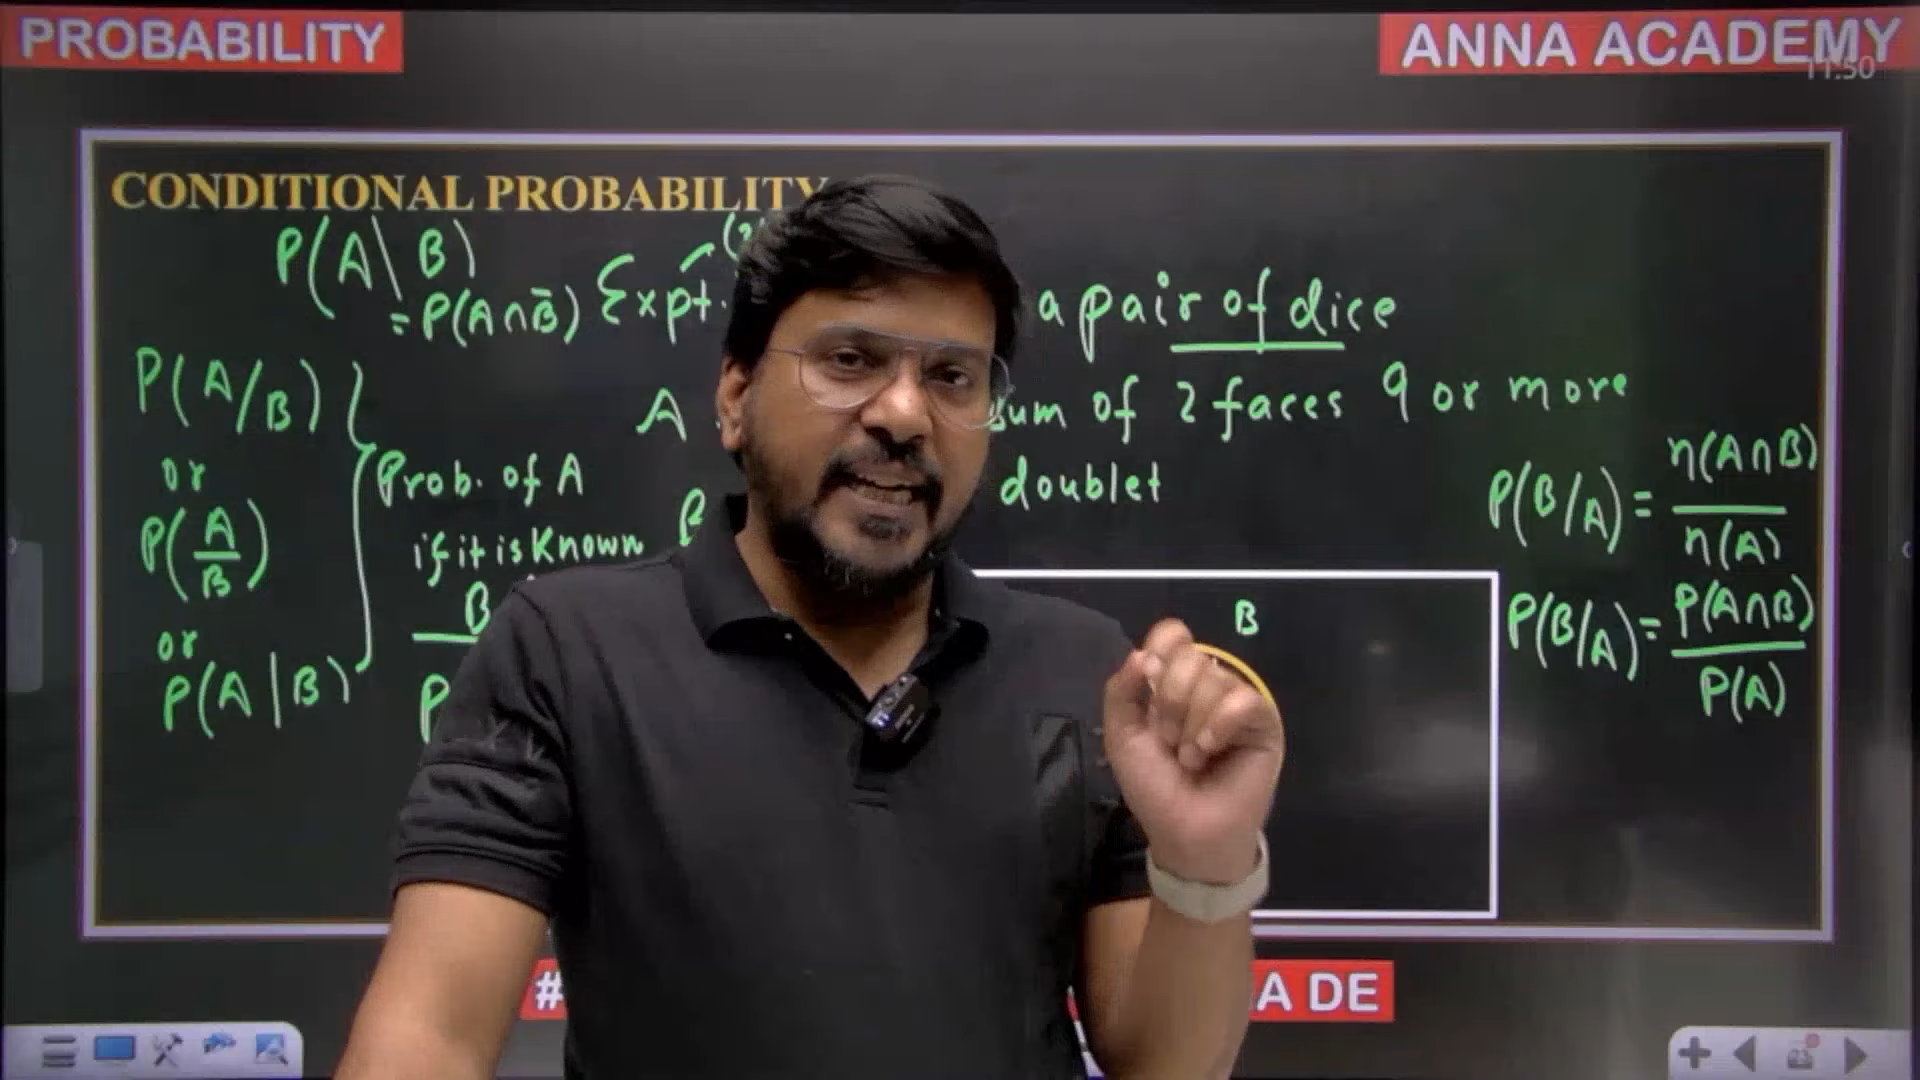 PROBABILITY
ANNA ACADEMY
11:50
CONDITIONAL PROBABILITY
P(A\B)
= P(A∩B̄)
Expt.
a pair of dice
A
sum of 2 faces 9 or more
B
doublet
P(A/B)
or
P(A/B)
or
P(A|B)
Prob. of A
if it is known
B
P
B
P(B/A) = n(A∩B)/n(A)
P(B/A) = P(A∩B)/P(A)
#
A DE